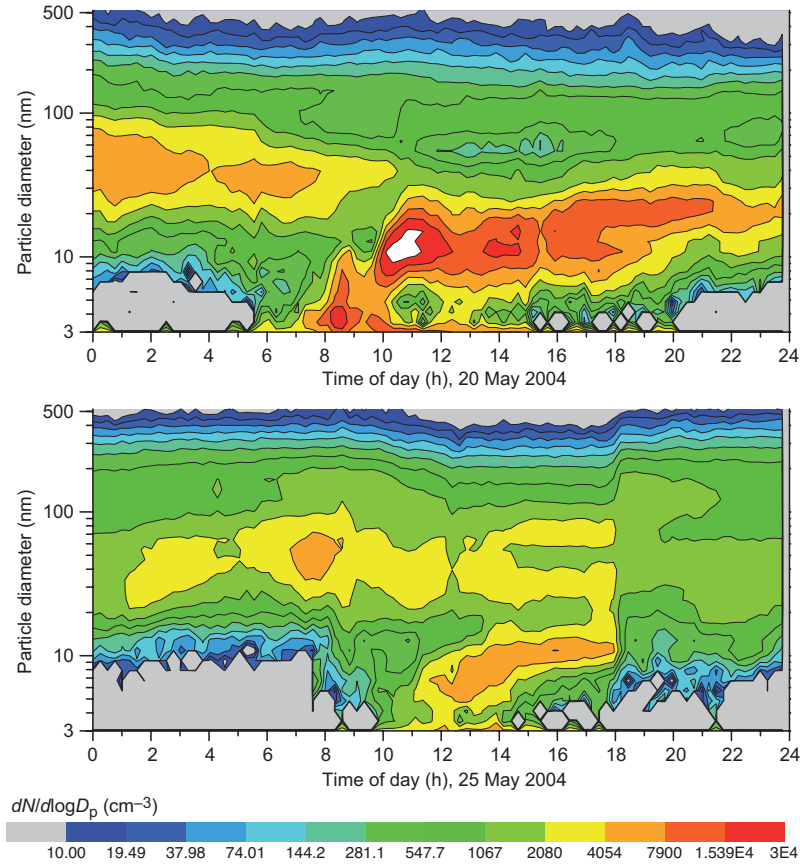 500
100
10
3
Particle diameter (nm)
0 2 4 6 8 10 12 14 16 18 20 22 24
Time of day (h), 20 May 2004
500
100
10
3
Particle diameter (nm)
0 2 4 6 8 10 12 14 16 18 20 22 24
Time of day (h), 25 May 2004
dN/dlogDp (cm–3)
10.00 19.49 37.98 74.01 144.2 281.1 547.7 1067 2080 4054 7900 1.539E4 3E4